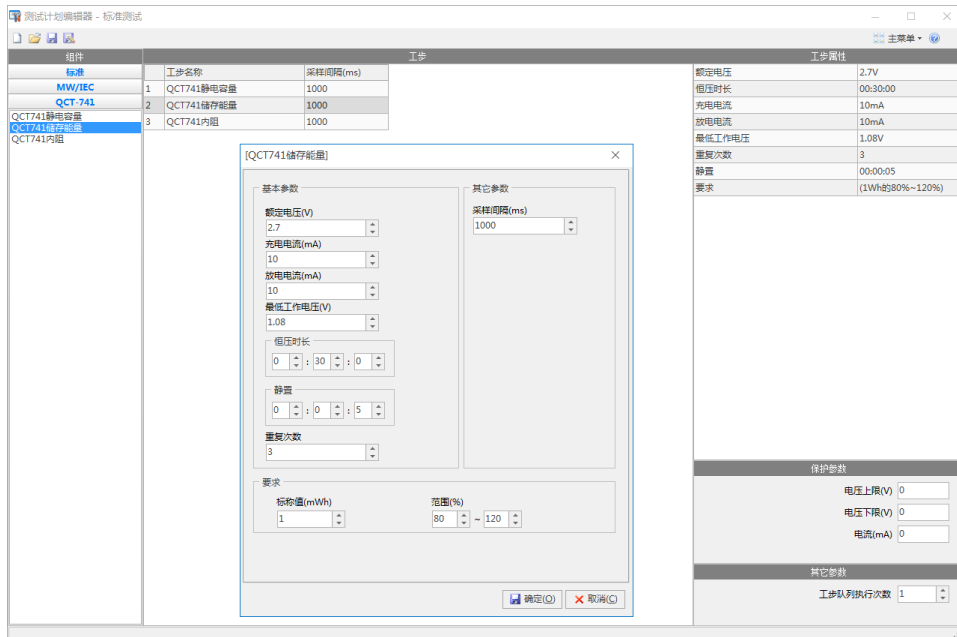 测试计划编辑器 - 标准测试
主菜单
组件
标准
MW/IEC
QCT-741
QCT741静电容量
QCT741储存能量
QCT741内阻
工步
工步名称 采样间隔(ms)
1 QCT741静电容量 1000
2 QCT741储存能量 1000
3 QCT741内阻 1000
工步属性
额定电压 2.7V
恒压时长 00:30:00
充电电流 10mA
放电电流 10mA
最低工作电压 1.08V
重复次数 3
静置 00:00:05
要求 (1Wh的80%~120%)
[QCT741储存能量]
基本参数
额定电压(V)
2.7
充电电流(mA)
10
放电电流(mA)
10
最低工作电压(V)
1.08
恒压时长
0 : 30 : 0
静置
0 : 0 : 5
重复次数
3
其它参数
采样间隔(ms)
1000
要求
标称值(mWh) 范围(%)
1 80 ~ 120
确定(O) 取消(C)
保护参数
电压上限(V) 0
电压下限(V) 0
电流(mA) 0
其它参数
工步队列执行次数 1